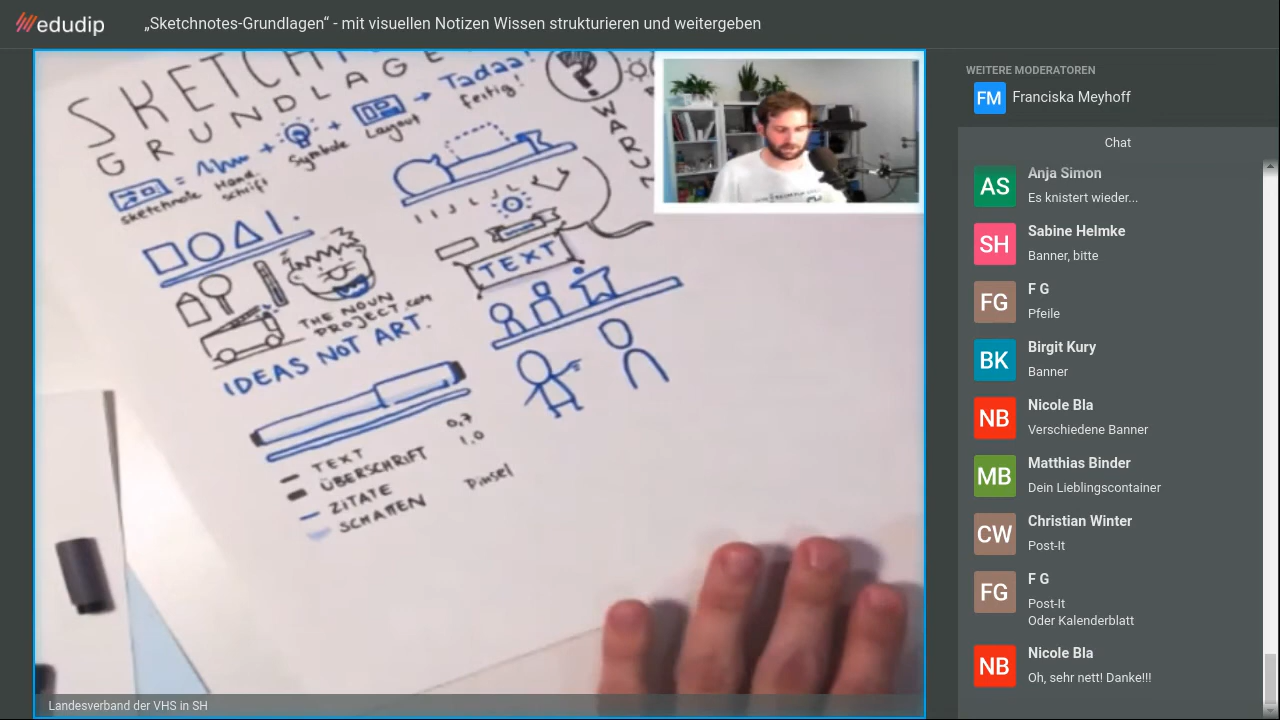 edudip
„Sketchnotes-Grundlagen“ - mit visuellen Notizen Wissen strukturieren und weitergeben
GRUNDLAGE
sketchnote
=
Hand-
schrift
+
Symbole
+
Layout
Tadaa!
fertig!
?
WARUM
THE NOUN
PROJECT.com
IDEAS NOT ART.
TEXT
TEXT
ÜBERSCHRIFT
ZITATE
SCHATTEN
0,7
1,0
Pinsel
Landesverband der VHS in SH
WEITERE MODERATOREN
FM
Franciska Meyhoff
Chat
AS
Anja Simon
Es knistert wieder...
SH
Sabine Helmke
Banner, bitte
FG
F G
Pfeile
BK
Birgit Kury
Banner
NB
Nicole Bla
Verschiedene Banner
MB
Matthias Binder
Dein Lieblingscontainer
CW
Christian Winter
Post-It
FG
F G
Post-It
Oder Kalenderblatt
NB
Nicole Bla
Oh, sehr nett! Danke!!!